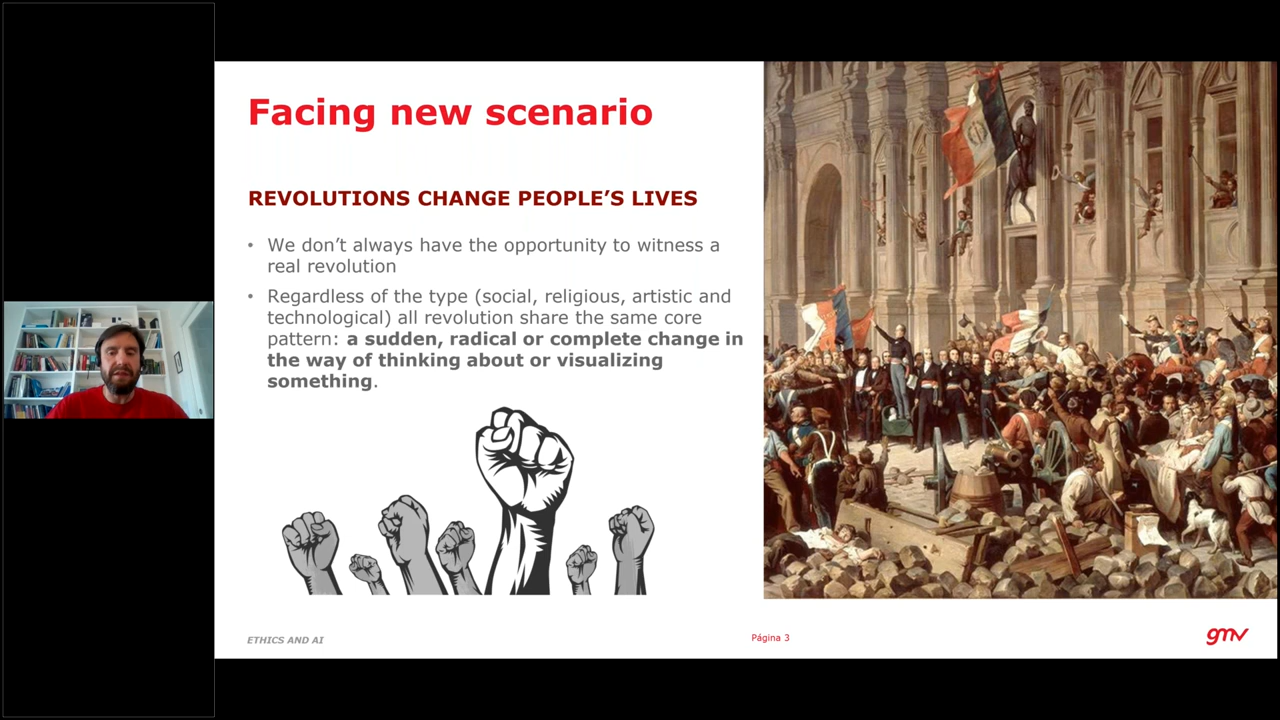 Facing new scenario
REVOLUTIONS CHANGE PEOPLE’S LIVES
• We don’t always have the opportunity to witness a
real revolution
• Regardless of the type (social, religious, artistic and
technological) all revolution share the same core
pattern: a sudden, radical or complete change in
the way of thinking about or visualizing
something.
ETHICS AND AI
Página 3
gmv